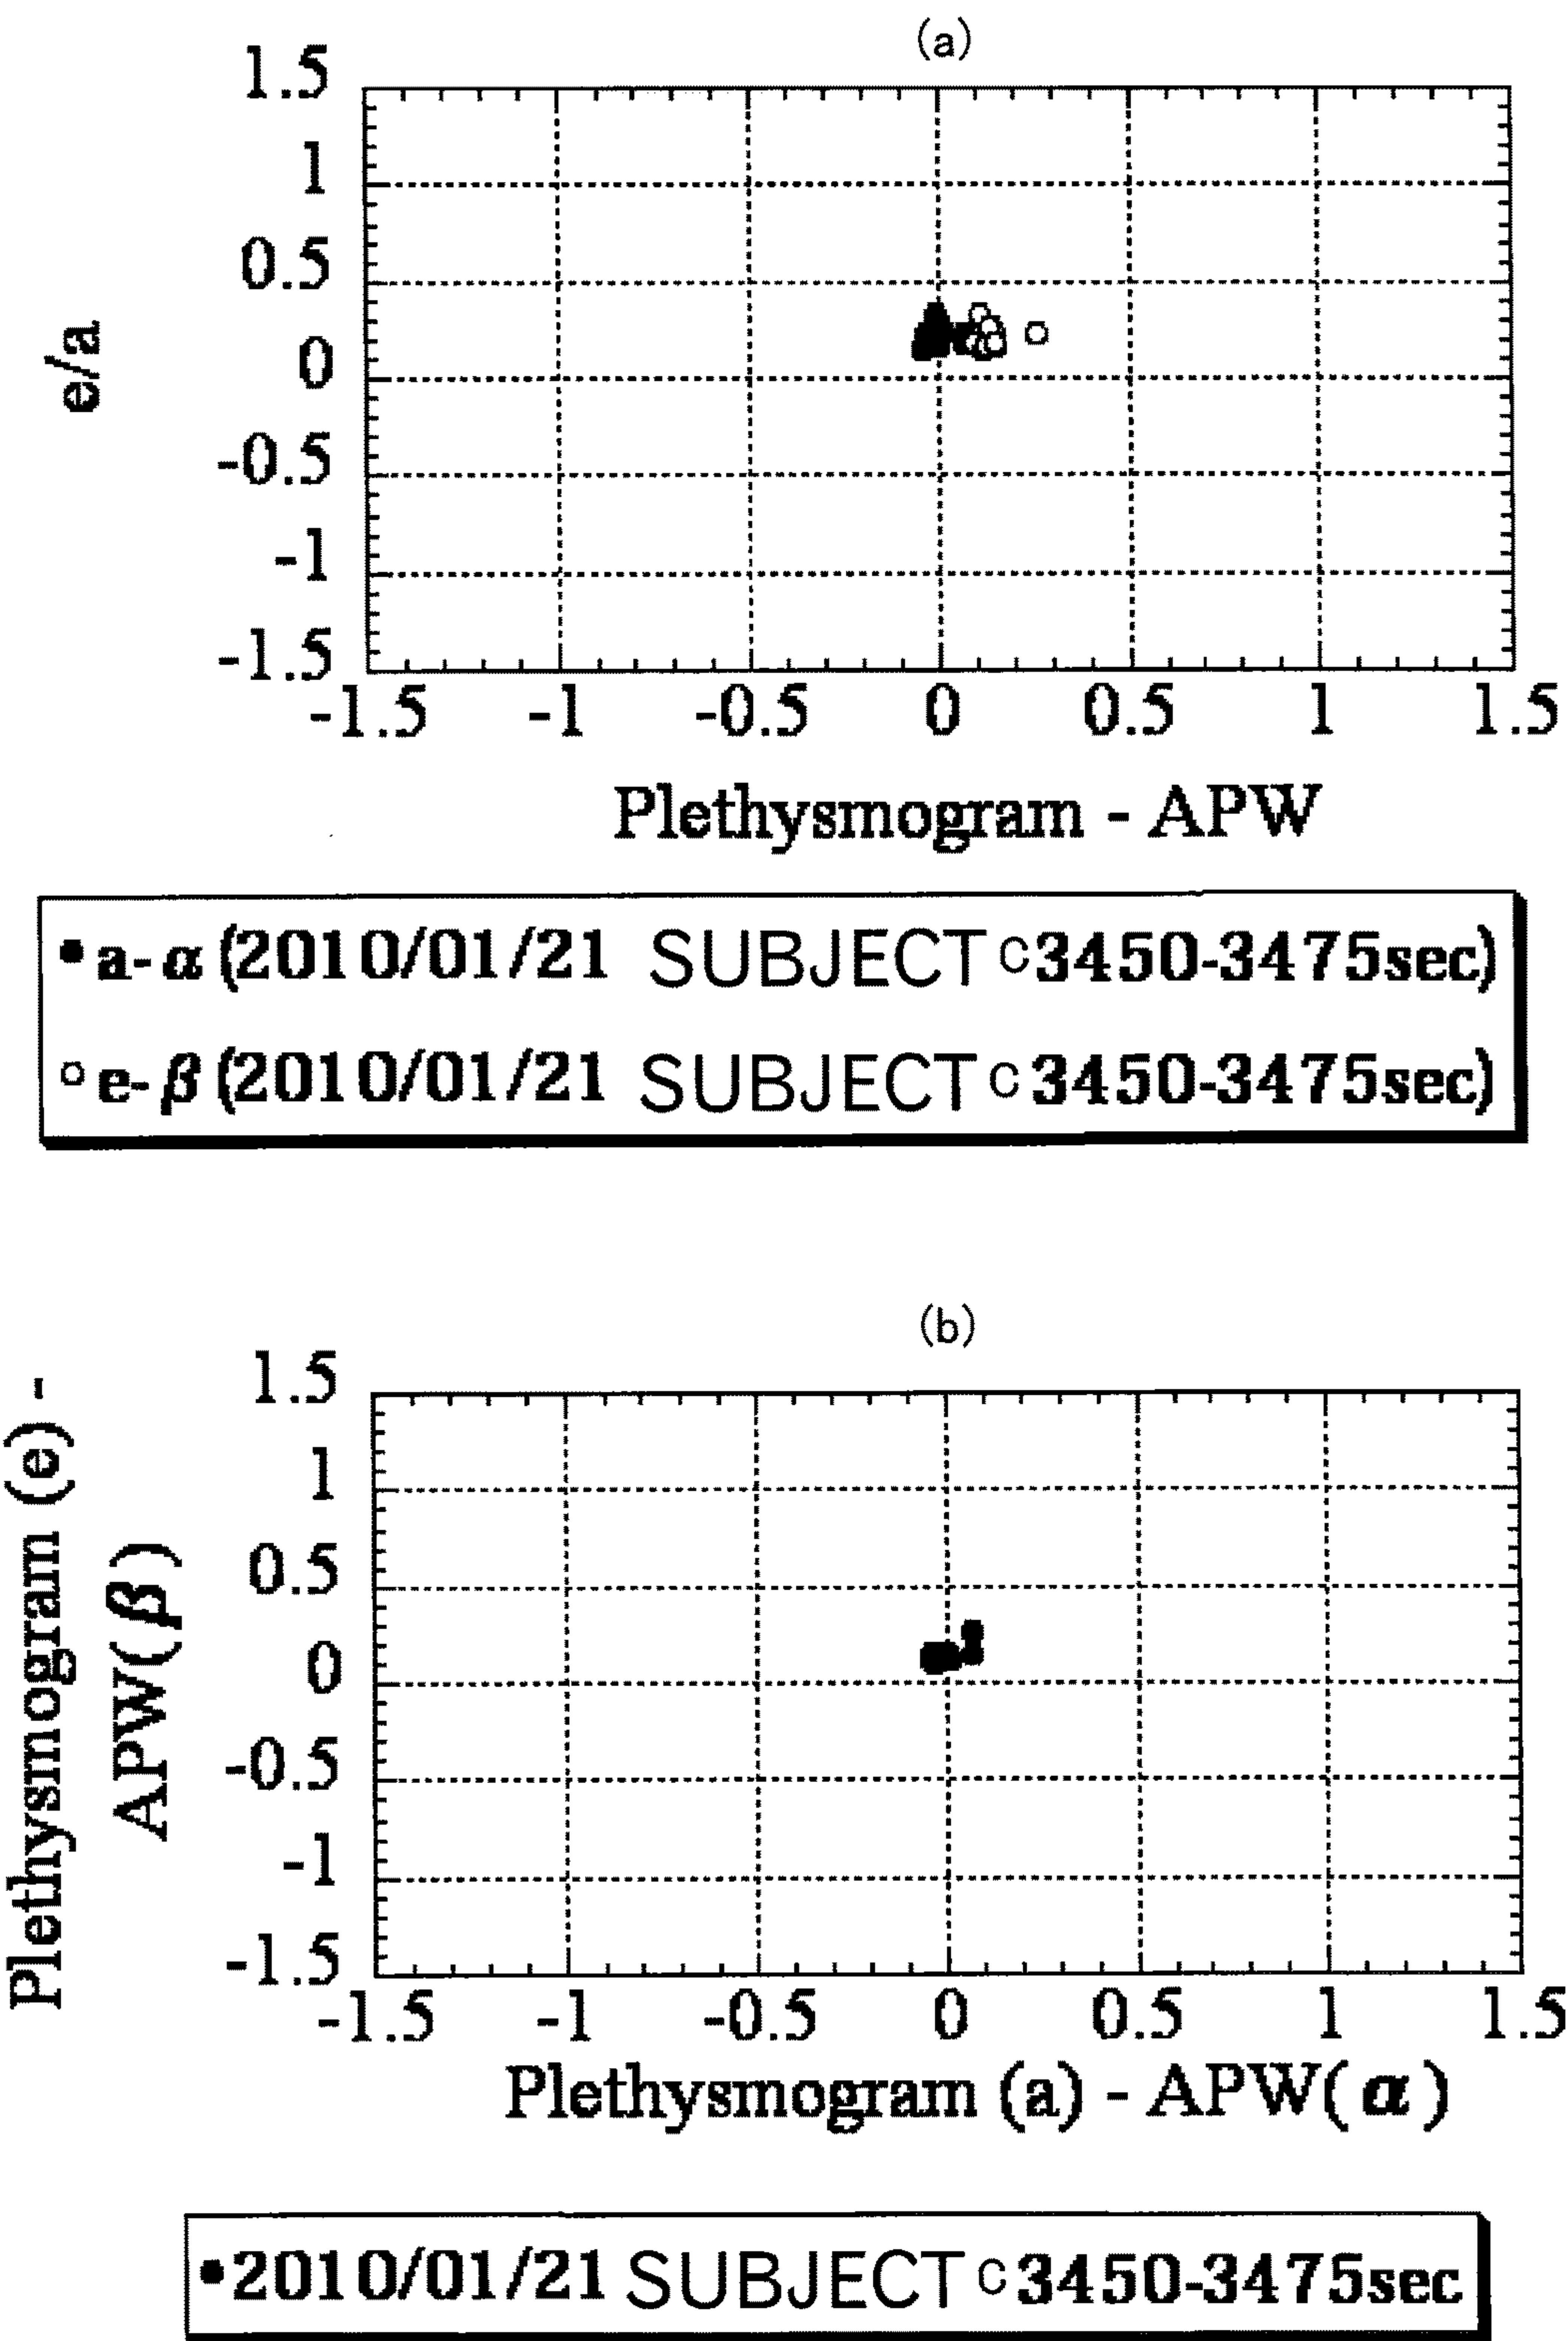 (a)
1.5
1
0.5
0
-0.5
-1
-1.5
e/a
-1.5 -1 -0.5 0 0.5 1 1.5
Plethysmogram - APW
a-α (2010/01/21 SUBJECT c 3450-3475sec)
e-β (2010/01/21 SUBJECT c 3450-3475sec)
(b)
1.5
1
0.5
0
-0.5
-1
-1.5
Plethysmogram (e) -
APW(β)
-1.5 -1 -0.5 0 0.5 1 1.5
Plethysmogram (a) - APW(α)
2010/01/21 SUBJECT c 3450-3475sec